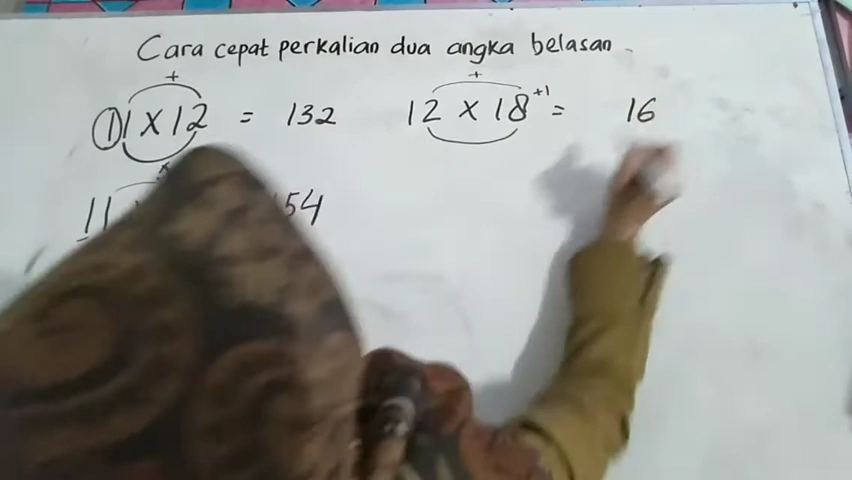 Cara cepat perkalian dua angka belasan
+
11 x 12 = 132
x
11
54
+
12 x 18 +1 = 16